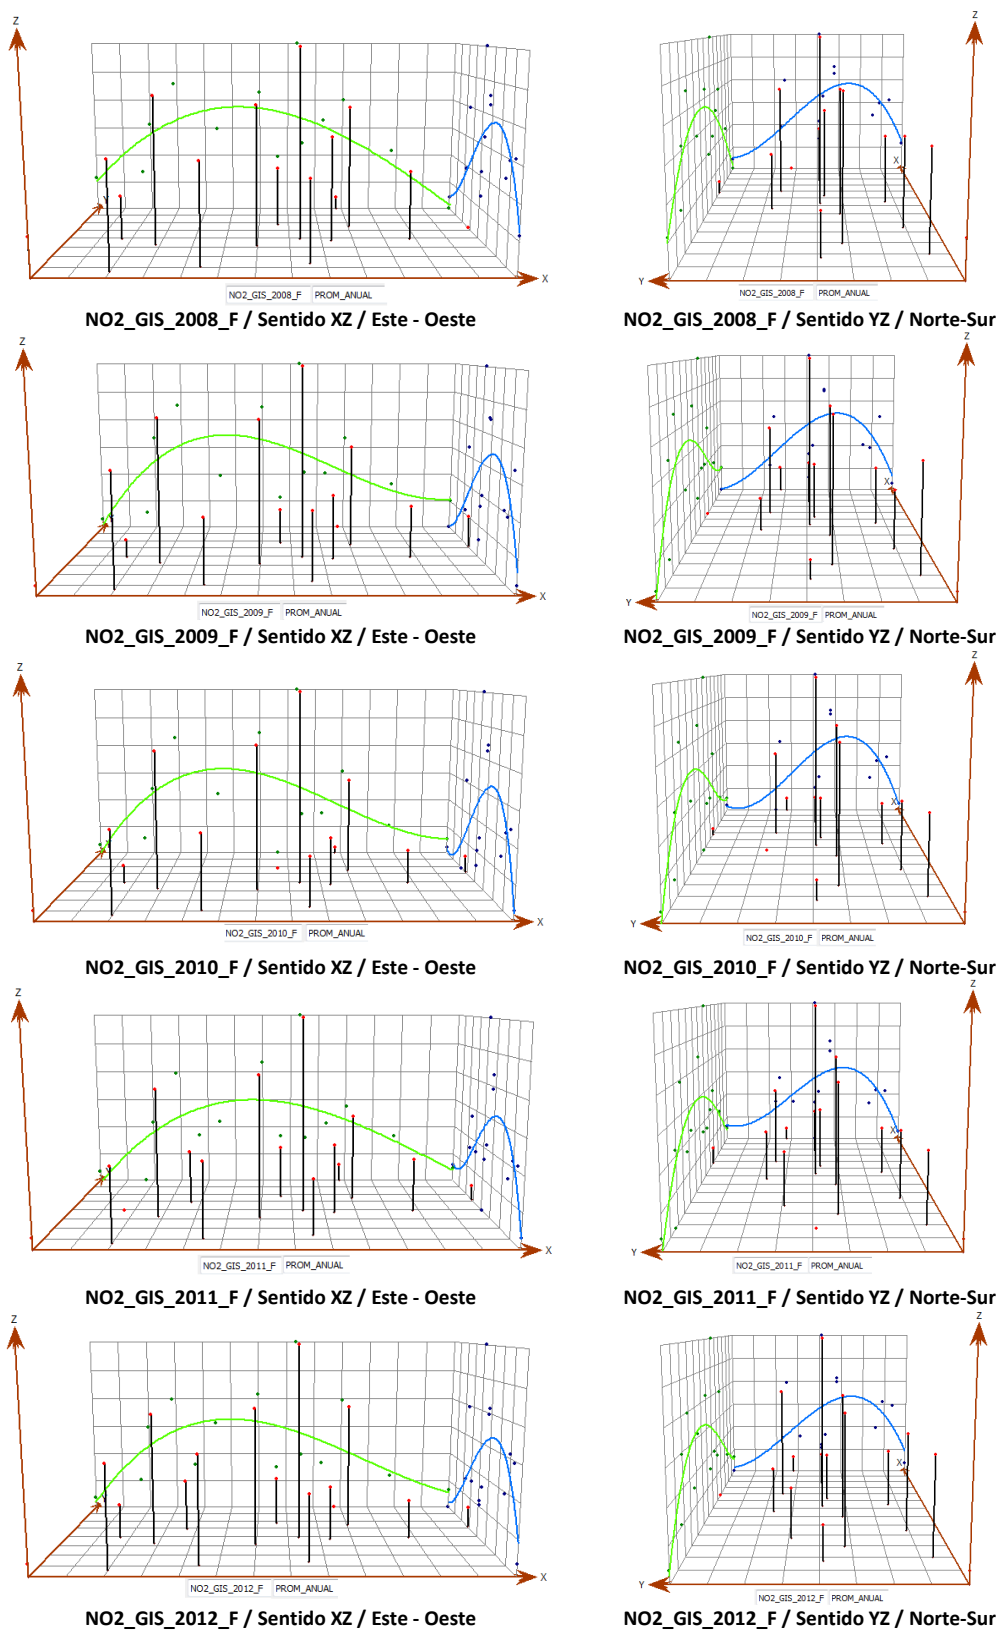 Z
Z
Y
X
X
Y
NO2_GIS_2008_F PROM_ANUAL
NO2_GIS_2008_F PROM_ANUAL
NO2_GIS_2008_F / Sentido XZ / Este - Oeste
NO2_GIS_2008_F / Sentido YZ / Norte-Sur
Z
Z
X
X
Y
NO2_GIS_2009_F PROM_ANUAL
NO2_GIS_2009_F PROM_ANUAL
NO2_GIS_2009_F / Sentido XZ / Este - Oeste
NO2_GIS_2009_F / Sentido YZ / Norte-Sur
Z
Z
X
X
Y
NO2_GIS_2010_F PROM_ANUAL
NO2_GIS_2010_F PROM_ANUAL
NO2_GIS_2010_F / Sentido XZ / Este - Oeste
NO2_GIS_2010_F / Sentido YZ / Norte-Sur
Z
Z
X
X
Y
NO2_GIS_2011_F PROM_ANUAL
NO2_GIS_2011_F PROM_ANUAL
NO2_GIS_2011_F / Sentido XZ / Este - Oeste
NO2_GIS_2011_F / Sentido YZ / Norte-Sur
Z
Z
X
X
Y
NO2_GIS_2012_F PROM_ANUAL
NO2_GIS_2012_F PROM_ANUAL
NO2_GIS_2012_F / Sentido XZ / Este - Oeste
NO2_GIS_2012_F / Sentido YZ / Norte-Sur